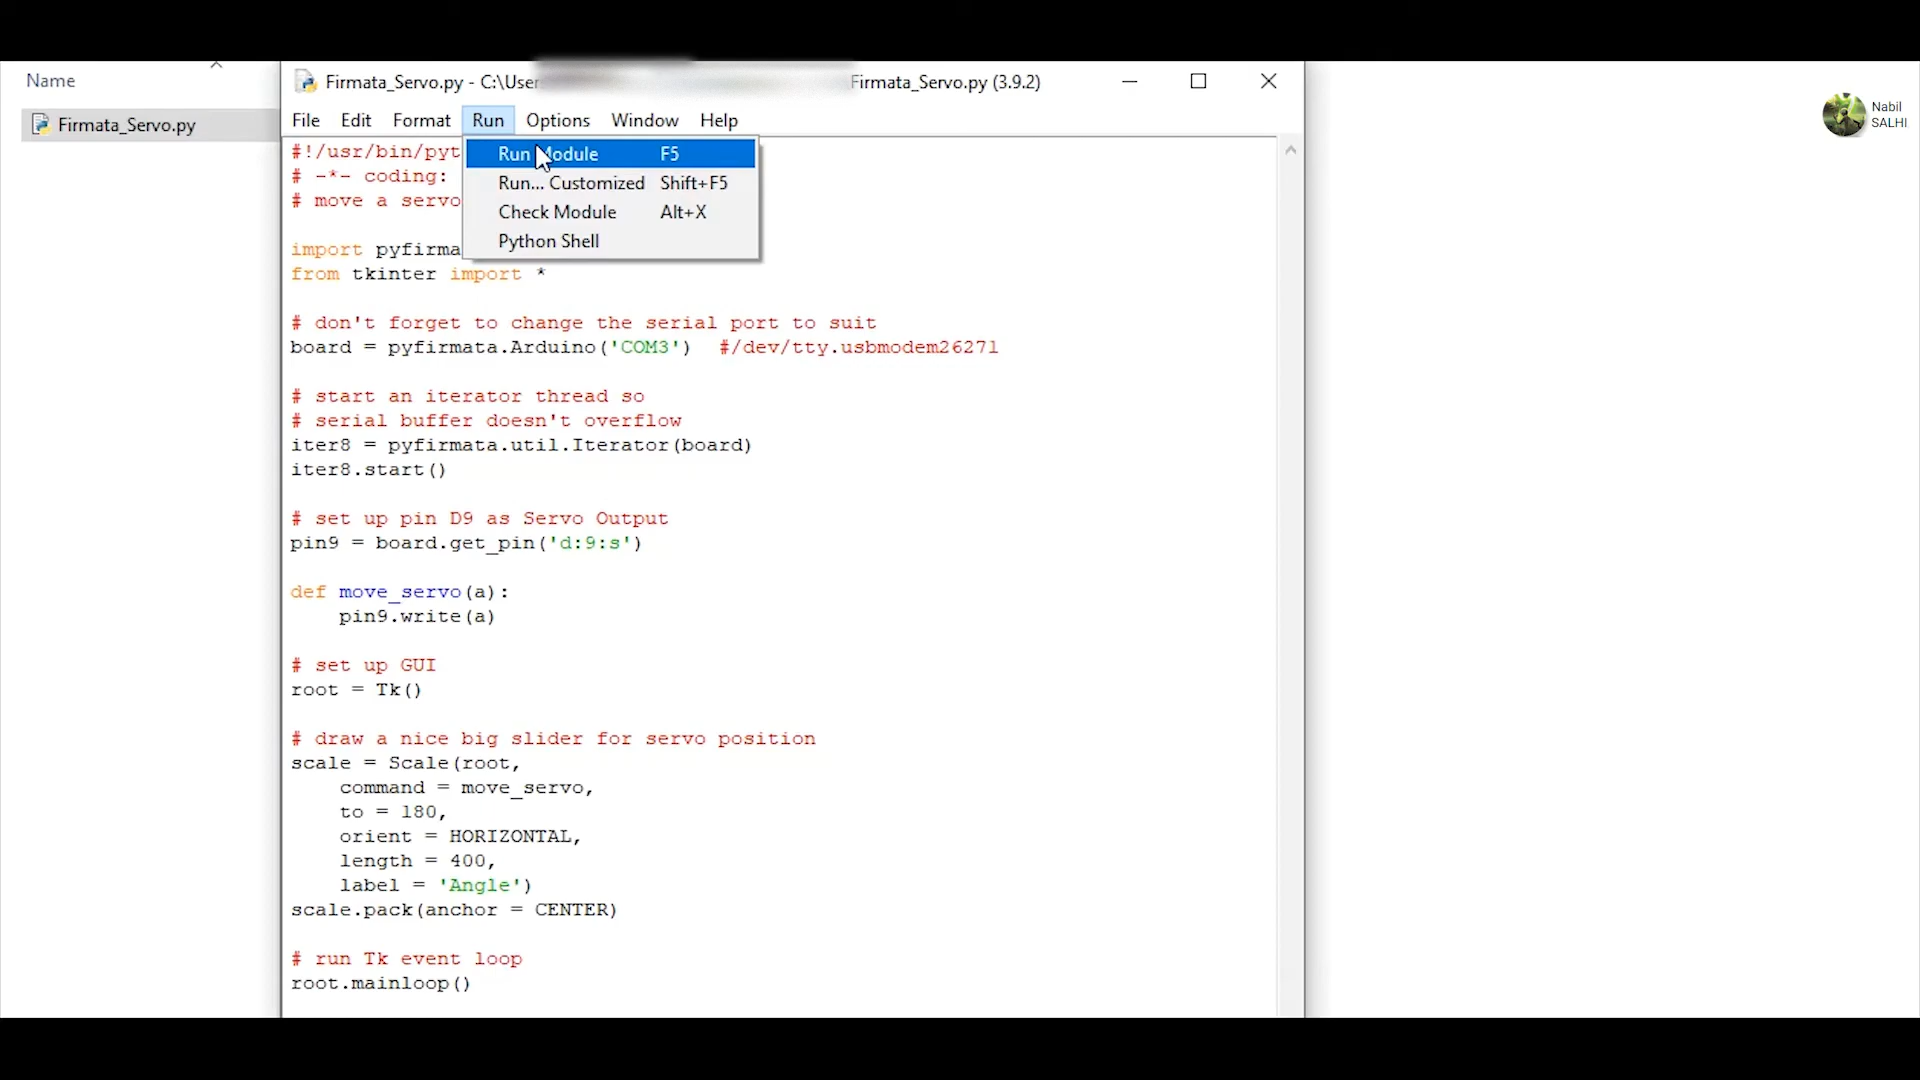 Name
Firmata_Servo.py
Firmata_Servo.py - C:\User Firmata_Servo.py (3.9.2)
File Edit Format Run Options Window Help
Run Module F5
Run... Customized Shift+F5
Check Module Alt+X
Python Shell
#!/usr/bin/pyt
# -*- coding:
# move a servo
import pyfirma
from tkinter import *
# don't forget to change the serial port to suit
board = pyfirmata.Arduino('COM3') #/dev/tty.usbmodem26271
# start an iterator thread so
# serial buffer doesn't overflow
iter8 = pyfirmata.util.Iterator(board)
iter8.start()
# set up pin D9 as Servo Output
pin9 = board.get_pin('d:9:s')
def move_servo(a):
    pin9.write(a)
# set up GUI
root = Tk()
# draw a nice big slider for servo position
scale = Scale(root,
    command = move_servo,
    to = 180,
    orient = HORIZONTAL,
    length = 400,
    label = 'Angle')
scale.pack(anchor = CENTER)
# run Tk event loop
root.mainloop()
Nabil
SALHI